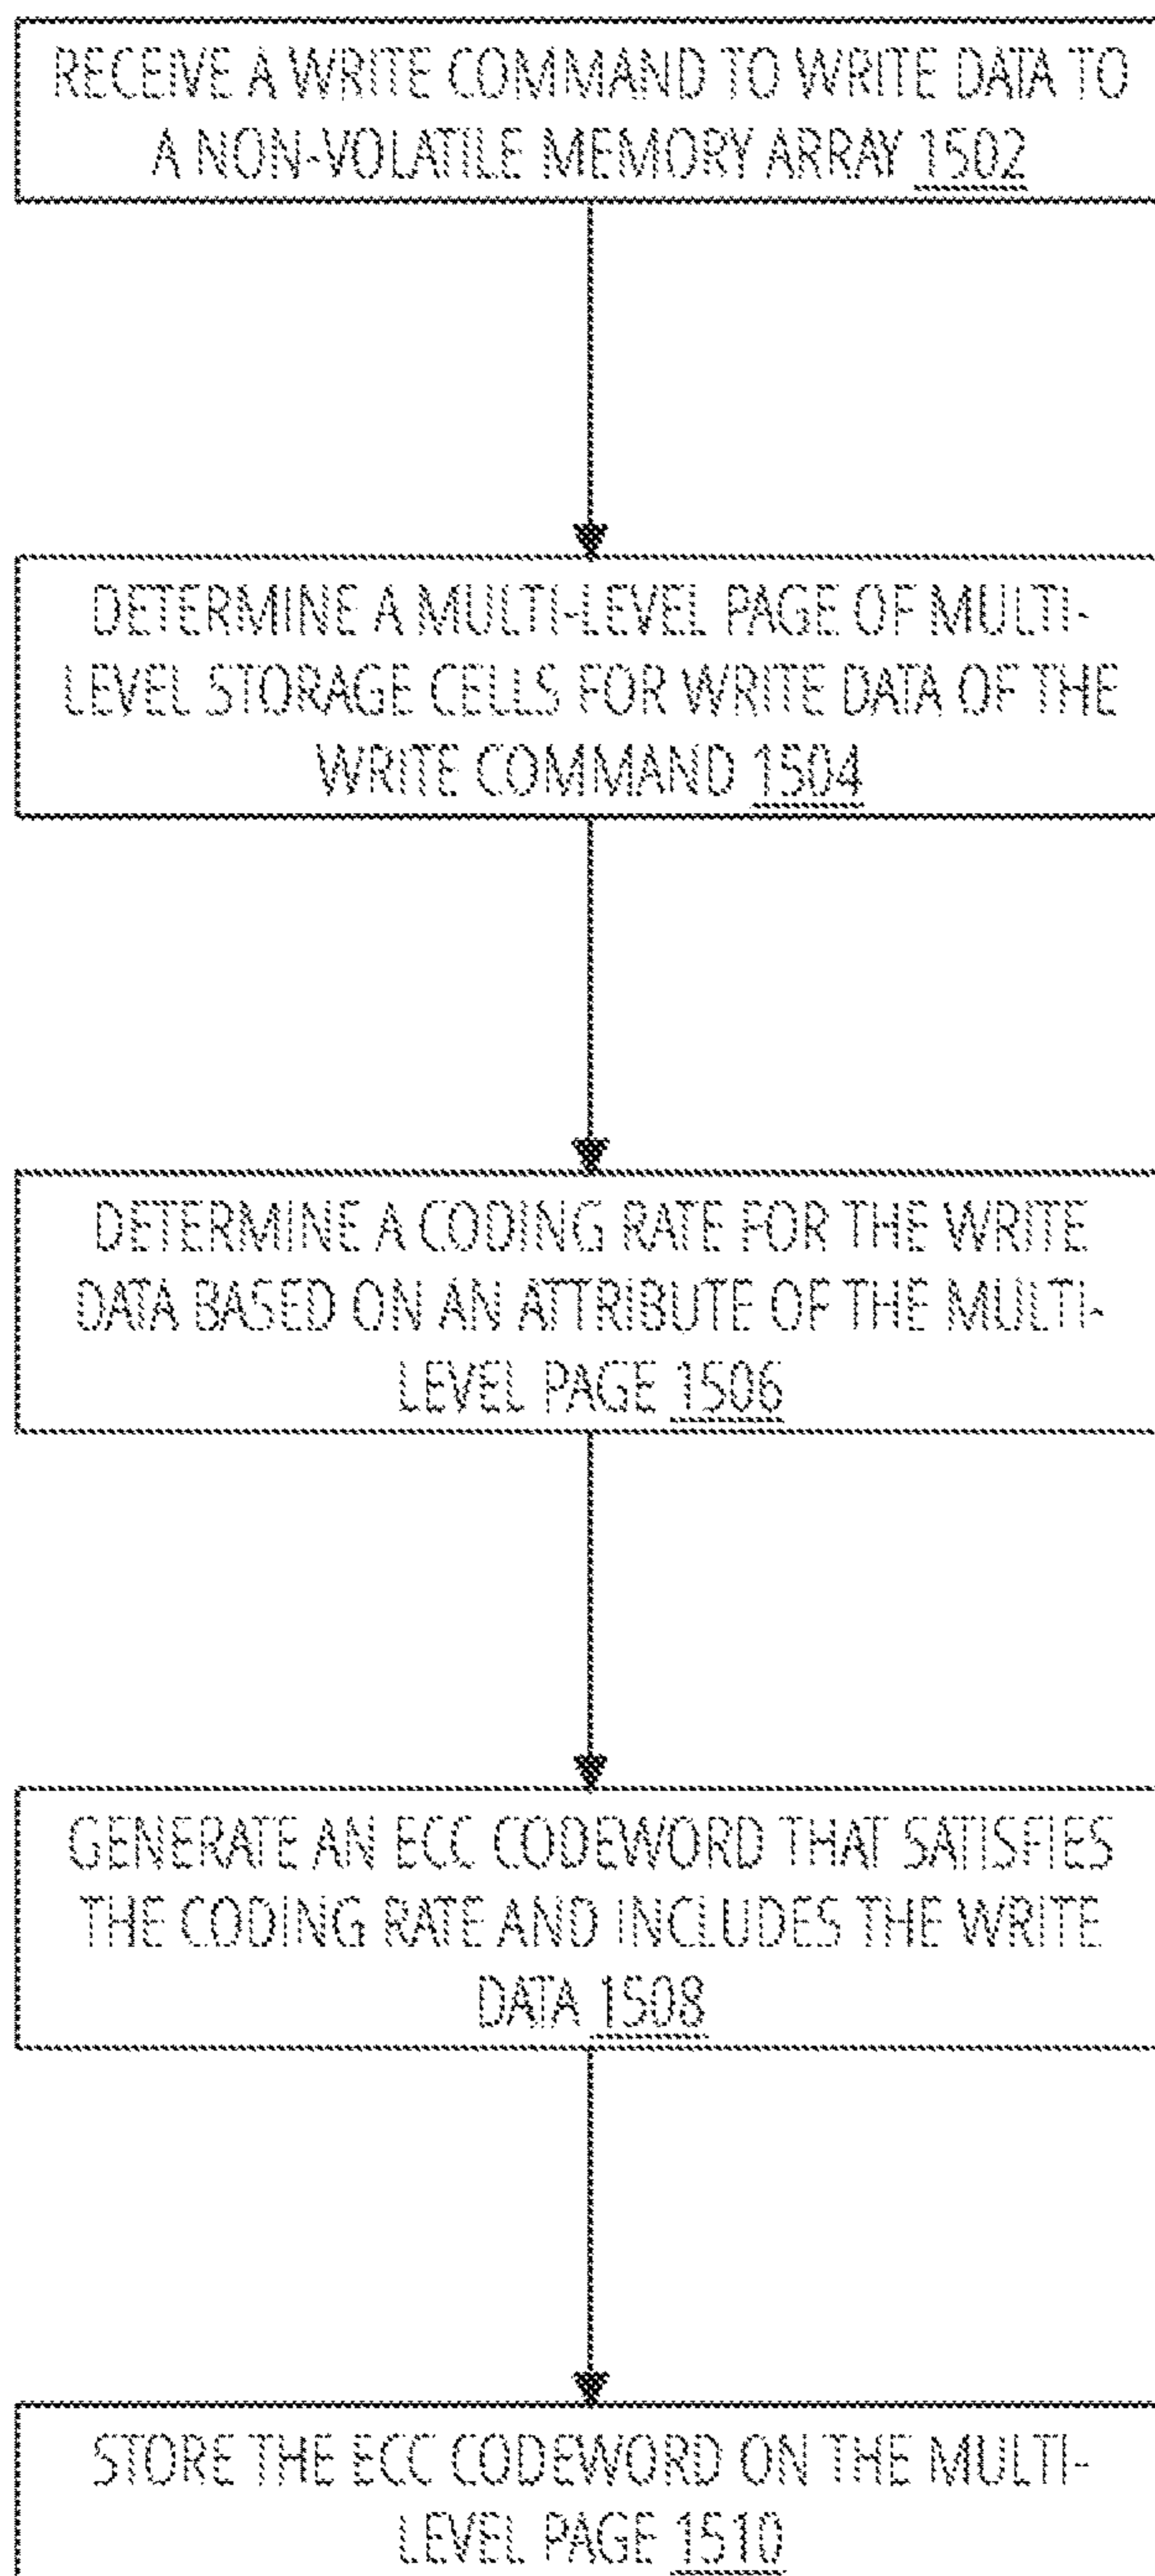 RECEIVE A WRITE COMMAND TO WRITE DATA TO
A NON-VOLATILE MEMORY ARRAY 1502
DETERMINE A MULTI-LEVEL PAGE OF MULTI-
LEVEL STORAGE CELLS FOR WRITE DATA OF THE
WRITE COMMAND 1504
DETERMINE A CODING RATE FOR THE WRITE
DATA BASED ON AN ATTRIBUTE OF THE MULTI-
LEVEL PAGE 1506
GENERATE AN ECC CODEWORD THAT SATISFIES
THE CODING RATE AND INCLUDES THE WRITE
DATA 1508
STORE THE ECC CODEWORD ON THE MULTI-
LEVEL PAGE 1510